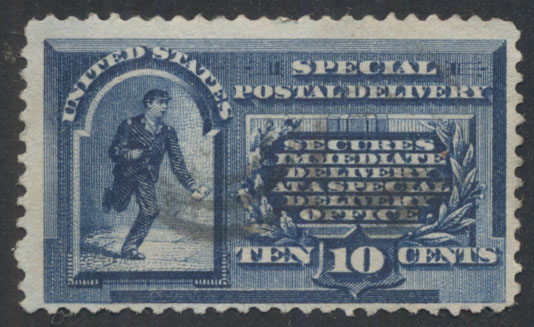 UNITED STATES
SPECIAL
POSTAL DELIVERY
SECURES
IMMEDIATE
DELIVERY
AT A SPECIAL
DELIVERY
OFFICE.
TEN 10 CENTS